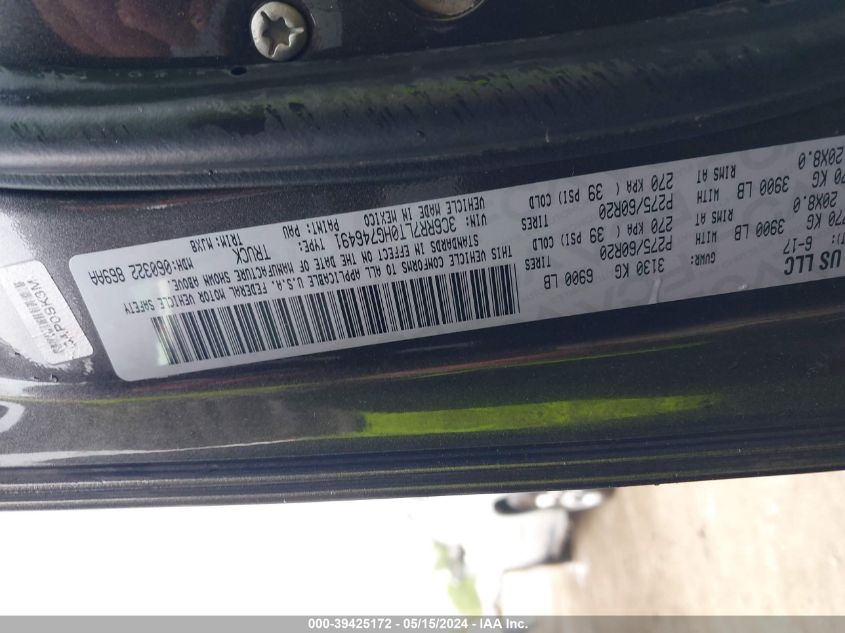 US LLC
6-17 GVWR: 3130 KG 6900 LB
3900 LB WITH P275/60R20 TIRES
20X8.0 RIMS AT 270 KPA ( 39 PSI) COLD
70 KG 3900 LB WITH P275/60R20 TIRES
20X8.0 RIMS AT 270 KPA ( 39 PSI) COLD
THIS VEHICLE CONFORMS TO ALL APPLICABLE U.S.A. FEDERAL MOTOR VEHICLE SAFETY
STANDARDS IN EFFECT ON THE DATE OF MANUFACTURE SHOWN ABOVE
VIN: 3C6RR7LT0HG746491 TYPE: TRUCK MDH: 060322 869AA
VEHICLE MADE IN MEXICO PAINT: PAU TRIM: MJX8
000-39425172 - 05/15/2024 - IAA Inc.